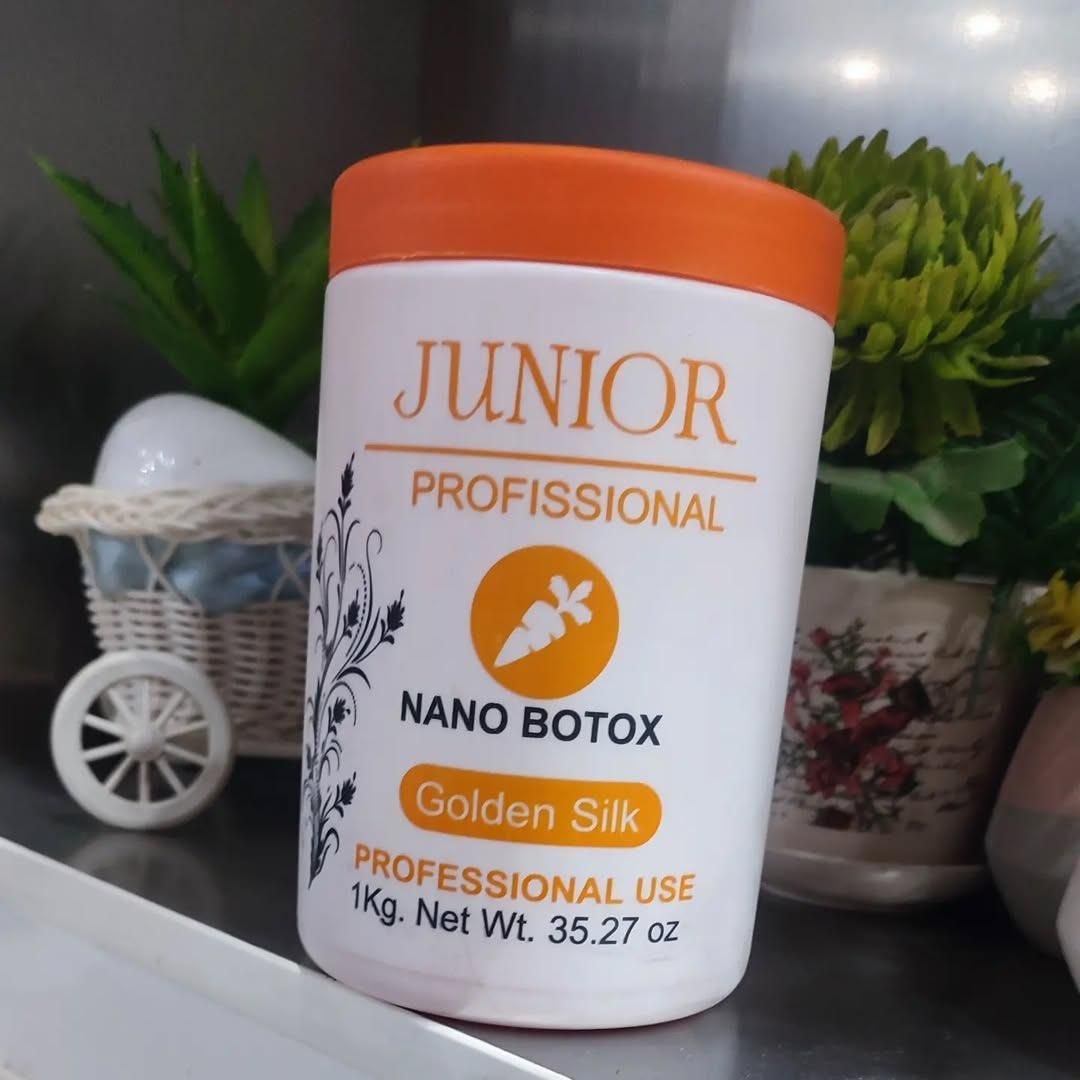 JUNIOR
PROFISSIONAL
NANO BOTOX
Golden Silk
PROFESSIONAL USE
1Kg. Net Wt. 35.27 oz